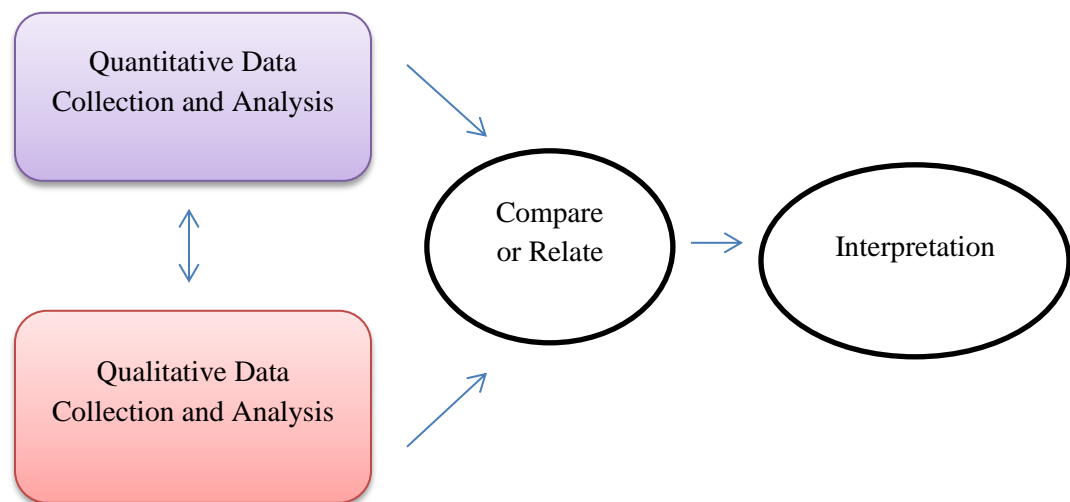 Quantitative Data
Collection and Analysis
Compare
or Relate
Interpretation
Qualitative Data
Collection and Analysis